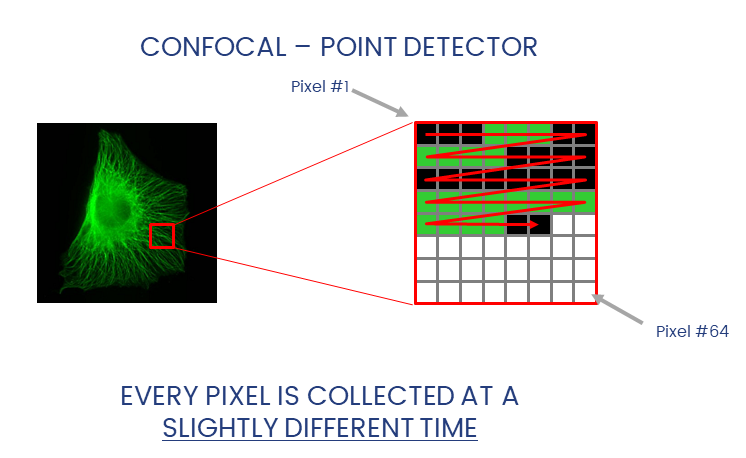 CONFOCAL – POINT DETECTOR
Pixel #1
Pixel #64
EVERY PIXEL IS COLLECTED AT A
SLIGHTLY DIFFERENT TIME